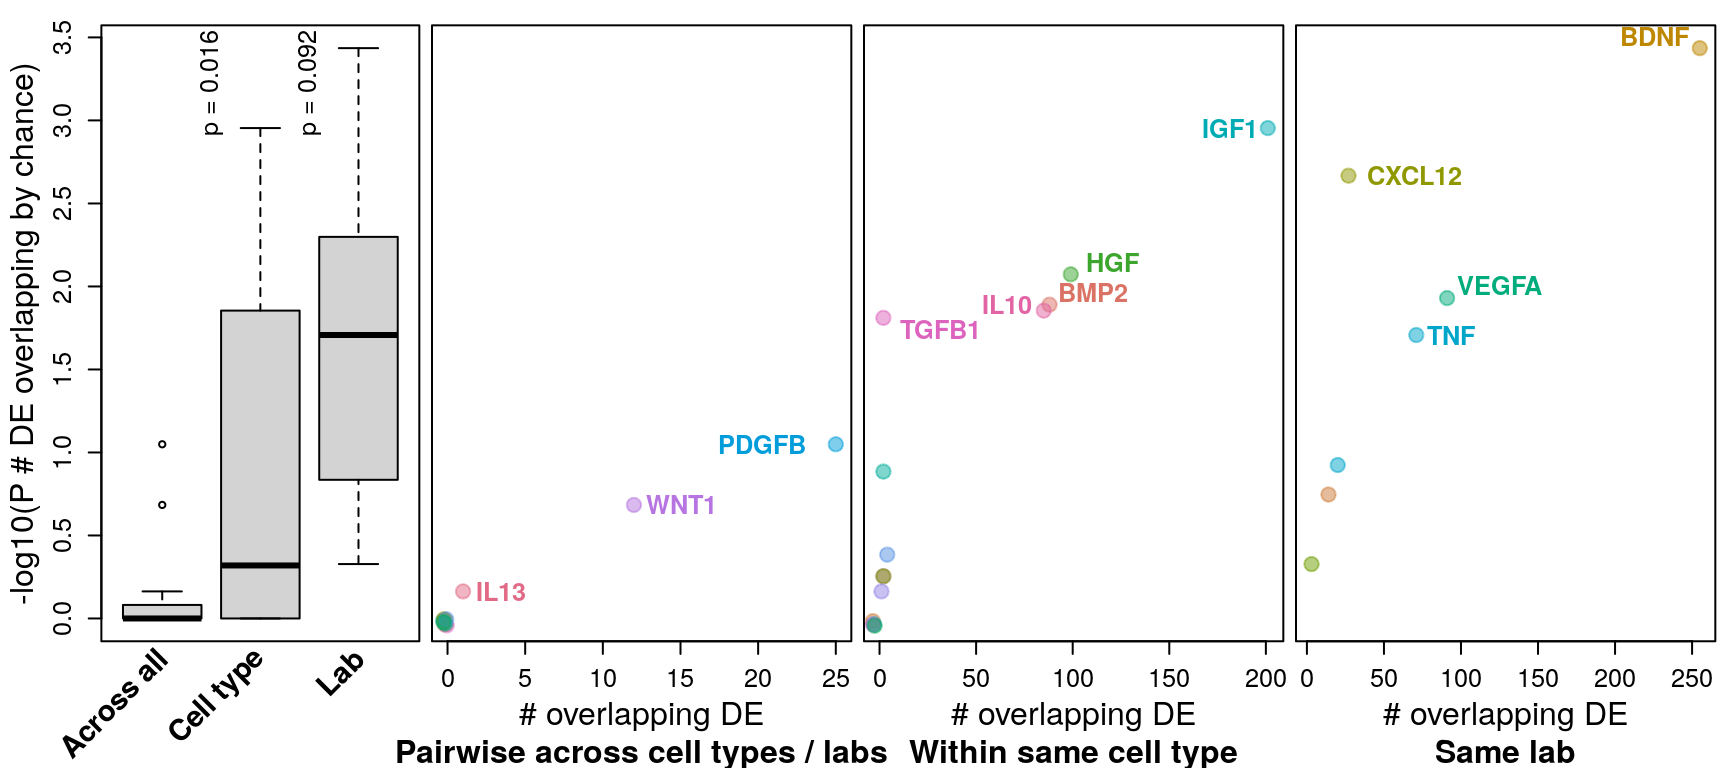 -log10(P # DE overlapping by chance)
0.0
0.5
1.0
1.5
2.0
2.5
3.0
3.5
p = 0.016
p = 0.092
Across all
Cell type
Lab
PDGFB
WNT1
IL13
0 5 10 15 20 25
# overlapping DE
Pairwise across cell types / labs
IGF1
HGF
BMP2
IL10
TGFB1
0 50 100 150 200
# overlapping DE
Within same cell type
BDNF
CXCL12
VEGFA
TNF
0 50 100 150 200 250
# overlapping DE
Same lab